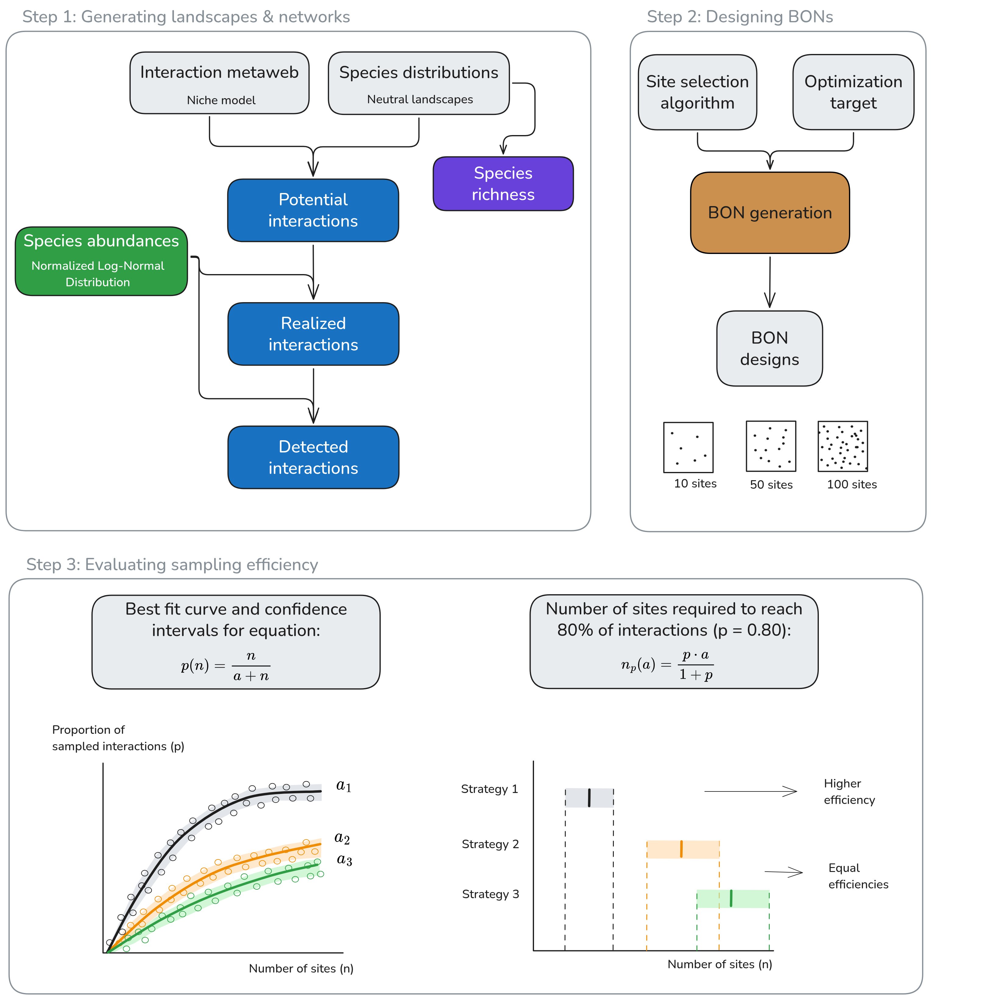 Step 1: Generating landscapes & networks
Interaction metaweb
Niche model
Species distributions
Neutral landscapes
Species
richness
Potential
interactions
Species abundances
Normalized Log-Normal
Distribution
Realized
interactions
Detected
interactions
Step 2: Designing BONs
Site selection
algorithm
Optimization
target
BON generation
BON
designs
10 sites
50 sites
100 sites
Step 3: Evaluating sampling efficiency
Best fit curve and confidence
intervals for equation:
p(n) = n / (a + n)
Number of sites required to reach
80% of interactions (p = 0.80):
nₚ(a) = p · a / (1 + p)
Proportion of
sampled interactions (p)
a₁
a₂
a₃
Number of sites (n)
Strategy 1
Strategy 2
Strategy 3
Higher
efficiency
Equal
efficiencies
Number of sites (n)